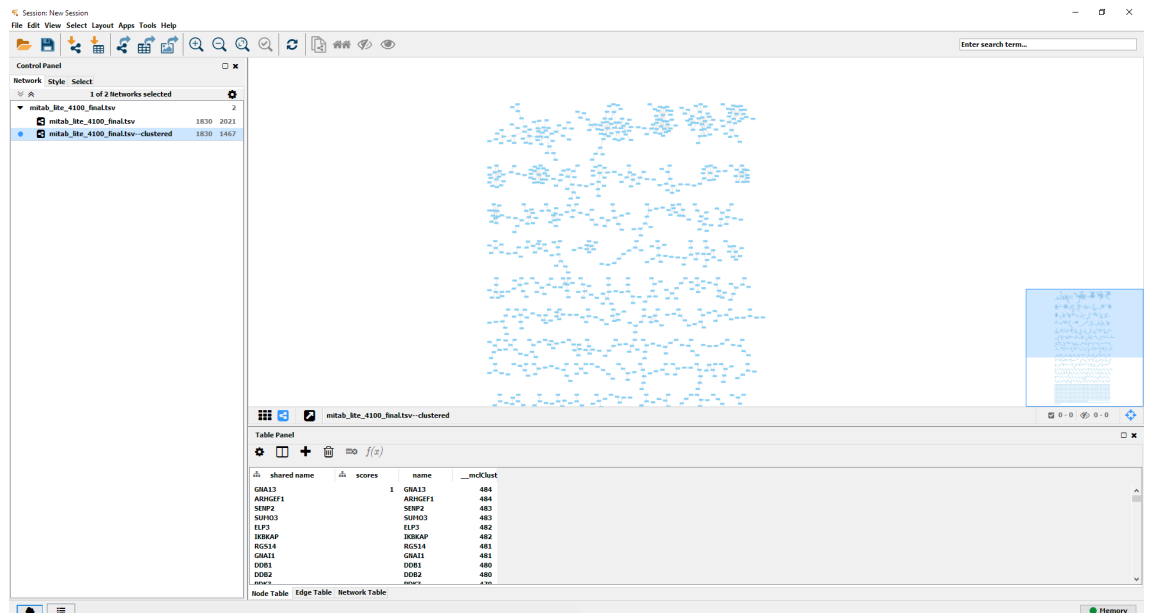 Session: New Session
File Edit View Select Layout Apps Tools Help
Enter search term...
Control Panel
Network Style Select
1 of 2 Networks selected
mitab_lite_4100_final.tsv 2
mitab_lite_4100_final.tsv 1830 2021
mitab_lite_4100_final.tsv--clustered 1830 1467
mitab_lite_4100_final.tsv--clustered
0 - 0 0 - 0
Table Panel
f(x)
shared name scores name __mclClust
GNA13 1 GNA13 484
ARHGEF1 ARHGEF1 484
SENP2 SENP2 483
SUMO3 SUMO3 483
ELP3 ELP3 482
IKBKAP IKBKAP 482
RGS14 RGS14 481
GNAI1 GNAI1 481
DDB1 DDB1 480
DDB2 DDB2 480
Node Table Edge Table Network Table
Memory